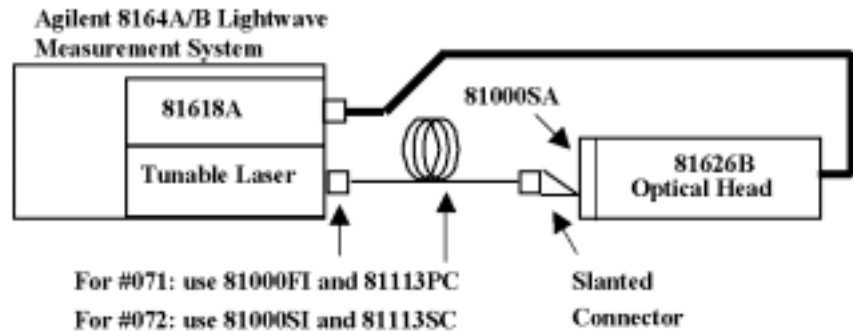 Agilent 8164A/B Lightwave
Measurement System
81618A
81000SA
Tunable Laser
81626B
Optical Head
For #071: use 81000FI and 81113PC
For #072: use 81000SI and 81113SC
Slanted
Connector